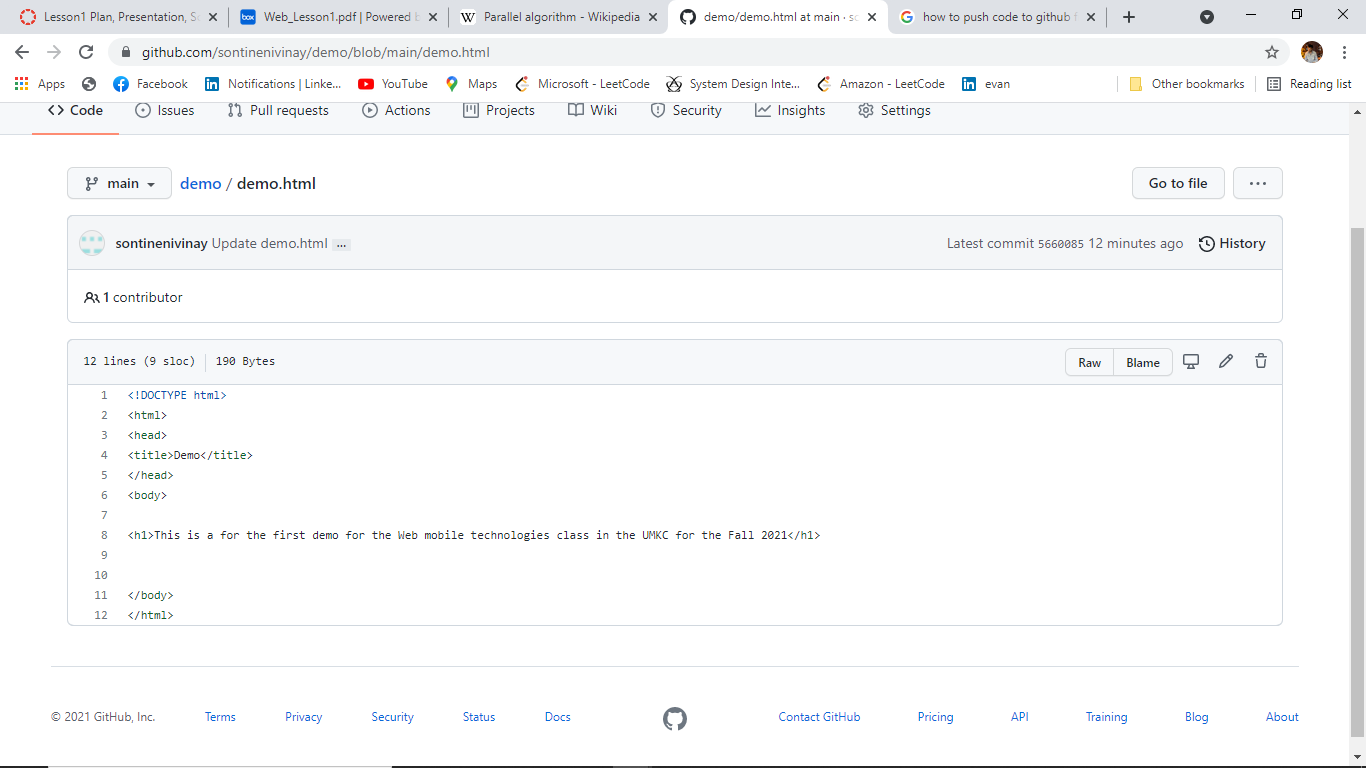 Lesson1 Plan, Presentation, S
Web_Lesson1.pdf | Powered b
Parallel algorithm - Wikipedia
demo/demo.html at main · so
how to push code to github f
github.com/sontinenivinay/demo/blob/main/demo.html
Apps
Facebook
Notifications | Linke...
YouTube
Maps
Microsoft - LeetCode
System Design Inte...
Amazon - LeetCode
evan
Other bookmarks
Reading list
Code
Issues
Pull requests
Actions
Projects
Wiki
Security
Insights
Settings
main
demo / demo.html
Go to file
...
sontinenivinay Update demo.html ...
Latest commit 5660085 12 minutes ago
History
1 contributor
12 lines (9 sloc)
190 Bytes
Raw
Blame
1 <!DOCTYPE html>
2 <html>
3 <head>
4 <title>Demo</title>
5 </head>
6 <body>
7
8 <h1>This is a for the first demo for the Web mobile technologies class in the UMKC for the Fall 2021</h1>
9
10
11 </body>
12 </html>
© 2021 GitHub, Inc.
Terms
Privacy
Security
Status
Docs
Contact GitHub
Pricing
API
Training
Blog
About